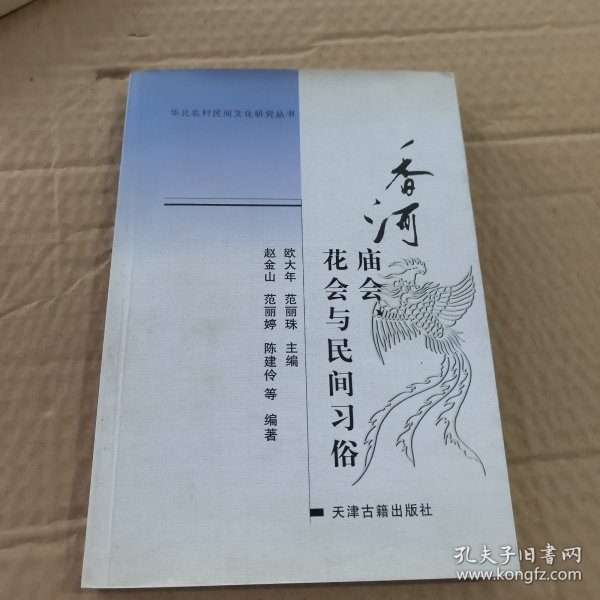 华北农村民间文化研究丛书
香河
庙会
花会与民间习俗
欧大年 范丽珠 主编
赵金山 范丽婷 陈建伶 等 编著
天津古籍出版社
孔夫子旧书网
www.kongfz.com